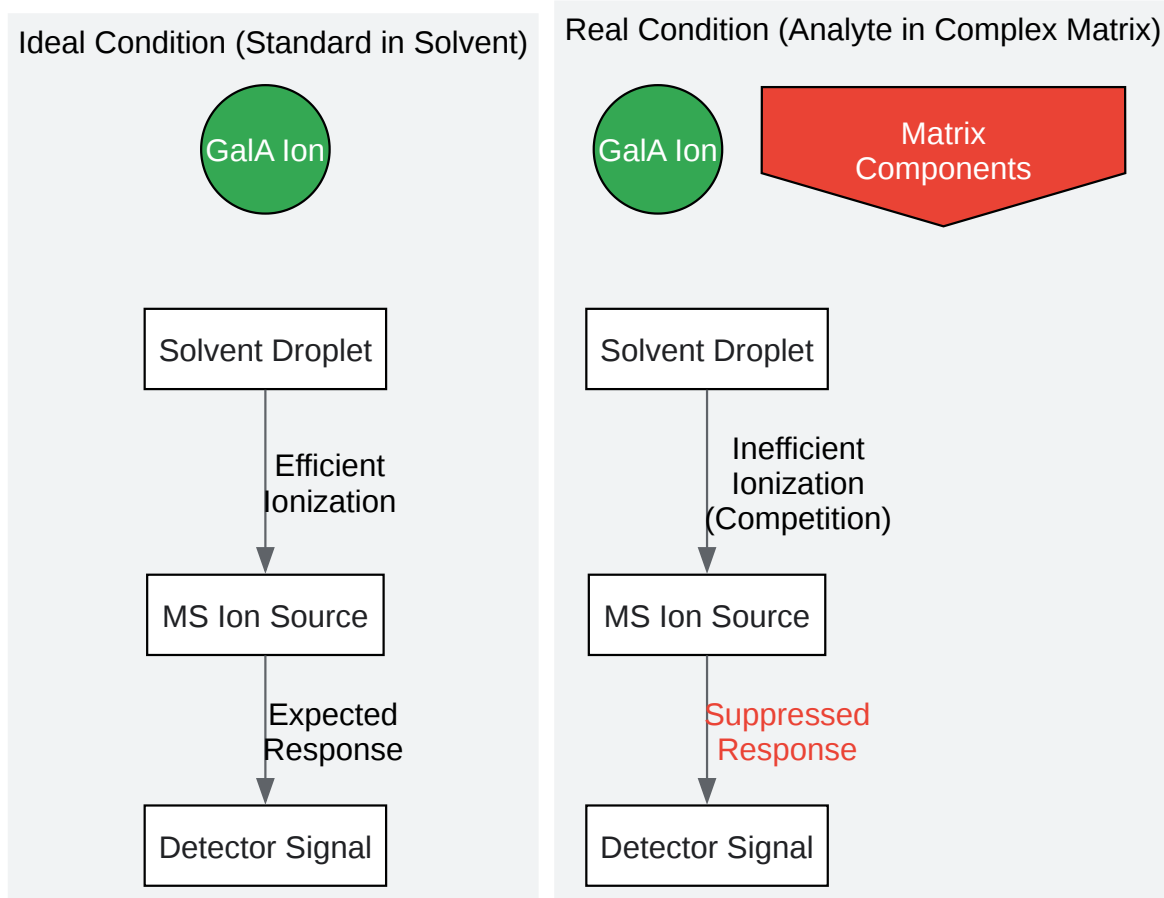 Ideal Condition (Standard in Solvent)
GalA Ion
Solvent Droplet
Efficient
Ionization
MS Ion Source
Expected
Response
Detector Signal
Real Condition (Analyte in Complex Matrix)
GalA Ion
Matrix
Components
Solvent Droplet
Inefficient
Ionization
(Competition)
MS Ion Source
Suppressed
Response
Detector Signal